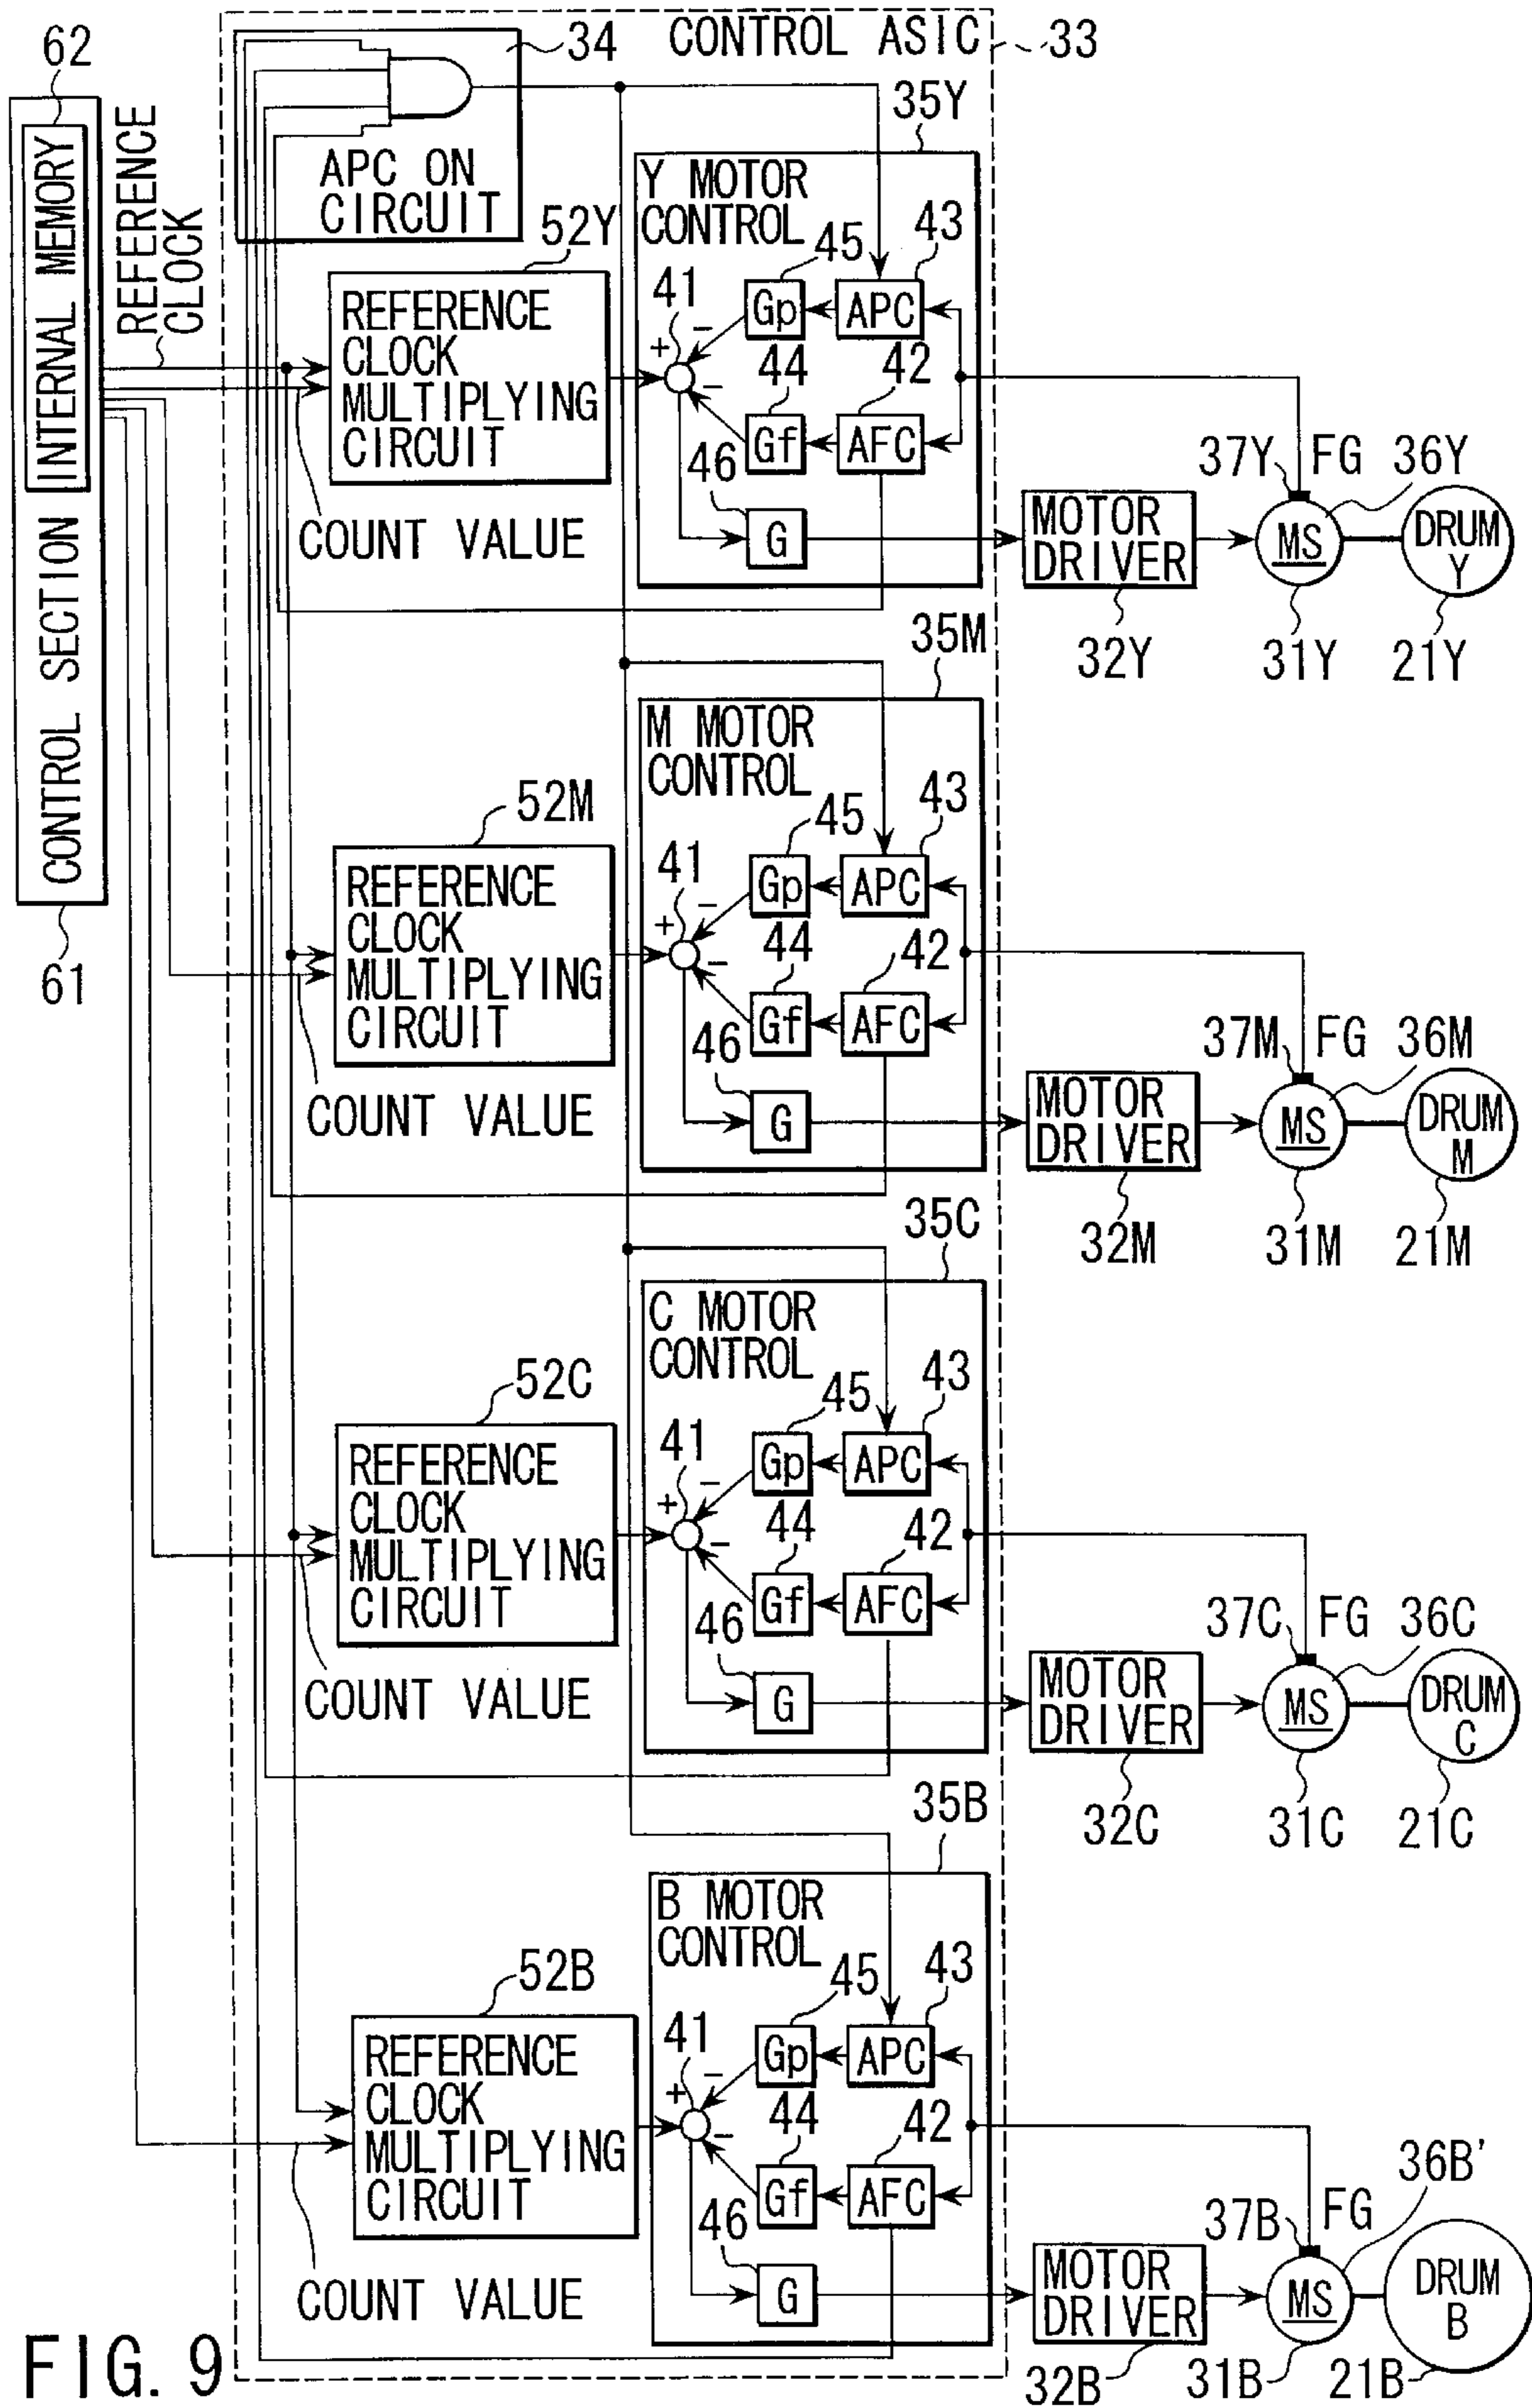 62
INTERNAL MEMORY
CONTROL SECTION
61
REFERENCE
CLOCK
CONTROL ASIC
33
34
APC ON
CIRCUIT
52Y
REFERENCE
CLOCK
MULTIPLYING
CIRCUIT
COUNT VALUE
35Y
Y MOTOR
CONTROL
45
43
41
Gp
APC
+
-
-
44
42
Gf
AFC
46
G
MOTOR
DRIVER
32Y
37Y
FG
36Y
MS
31Y
DRUM
Y
21Y
52M
REFERENCE
CLOCK
MULTIPLYING
CIRCUIT
COUNT VALUE
35M
M MOTOR
CONTROL
45
43
41
Gp
APC
+
-
-
44
42
Gf
AFC
46
G
MOTOR
DRIVER
32M
37M
FG
36M
MS
31M
DRUM
M
21M
52C
REFERENCE
CLOCK
MULTIPLYING
CIRCUIT
COUNT VALUE
35C
C MOTOR
CONTROL
45
43
41
Gp
APC
+
-
-
44
42
Gf
AFC
46
G
MOTOR
DRIVER
32C
37C
FG
36C
MS
31C
DRUM
C
21C
52B
REFERENCE
CLOCK
MULTIPLYING
CIRCUIT
COUNT VALUE
35B
B MOTOR
CONTROL
45
43
41
Gp
APC
+
-
-
44
42
Gf
AFC
46
G
MOTOR
DRIVER
32B
37B
FG
36B'
MS
31B
DRUM
B
21B
FIG. 9